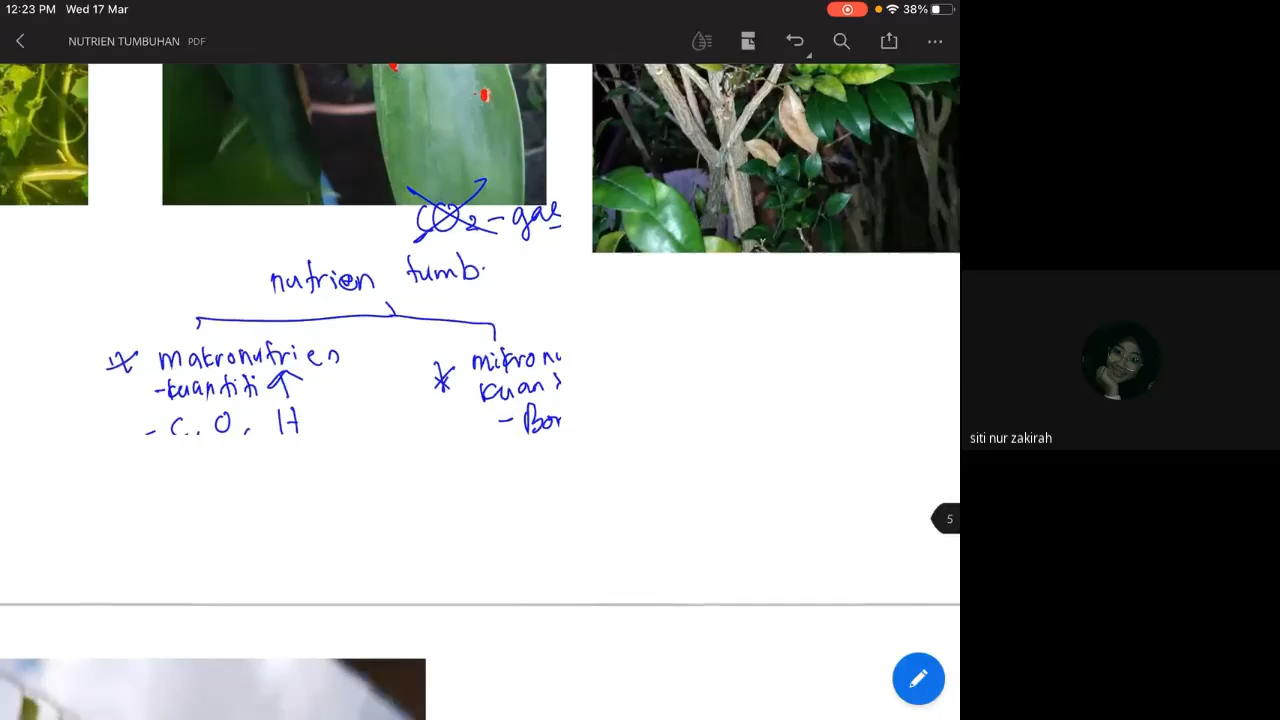 12:23 PM Wed 17 Mar
38%
NUTRIEN TUMBUHAN PDF
CO2 - gas
nutrien tumb.
makronutrien
- kuantiti ↑
- C, O, H
mikronu
kuan
- Bor
5
siti nur zakirah